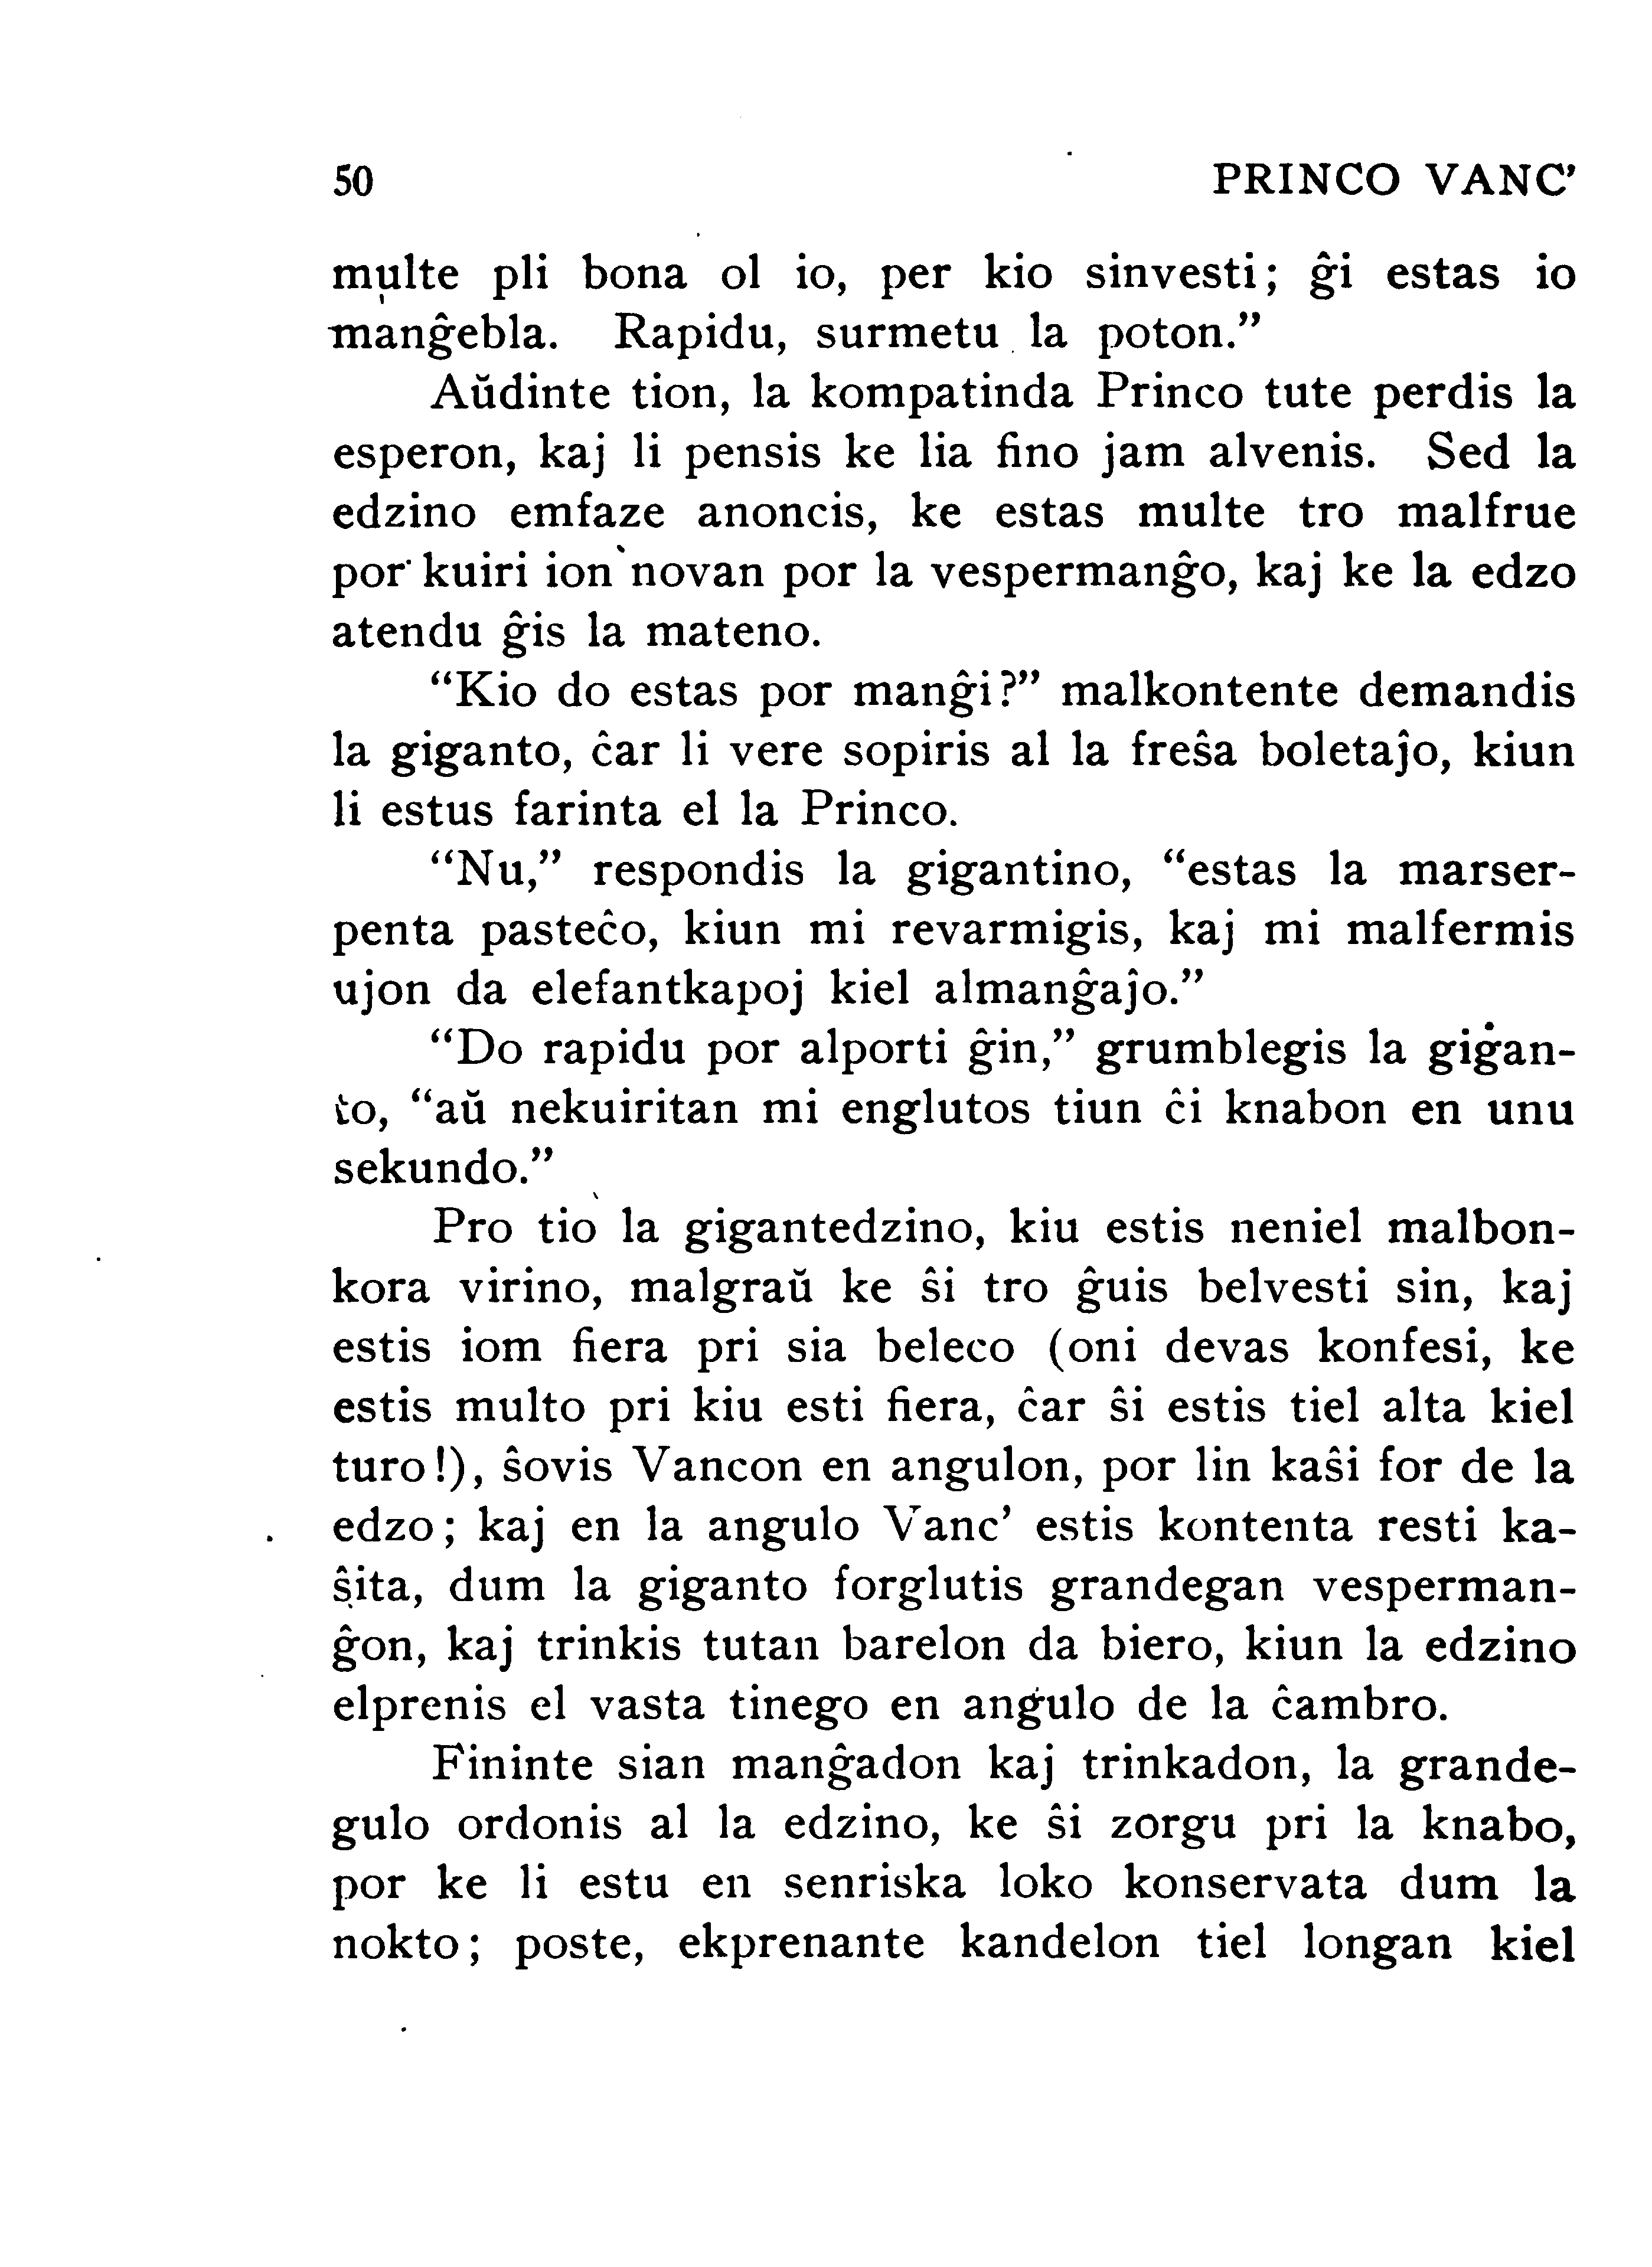 50 PRINCO VANC’
multe pli bona ol io, per kio sinvesti; ĝi estas io
manĝebla. Rapidu, surmetu la poton.”
Aŭdinte tion, la kompatinda Princo tute perdis la
esperon, kaj li pensis ke lia fino jam alvenis. Sed la
edzino emfaze anoncis, ke estas multe tro malfrue
por kuiri ion novan por la vespermanĝo, kaj ke la edzo
atendu ĝis la mateno.
“Kio do estas por manĝi?” malkontente demandis
la giganto, ĉar li vere sopiris al la freŝa boletaĵo, kiun
li estus farinta el la Princo.
“Nu,” respondis la gigantino, “estas la marser-
penta pasteĉo, kiun mi revarmigis, kaj mi malfermis
ujon da elefantkapoj kiel almanĝaĵo.”
“Do rapidu por alporti ĝin,” grumblegis la gigan-
to, “aŭ nekuiritan mi englutos tiun ĉi knabon en unu
sekundo.”
Pro tio la gigantedzino, kiu estis neniel malbon-
kora virino, malgraŭ ke ŝi tro ĝuis belvesti sin, kaj
estis iom fiera pri sia beleco (oni devas konfesi, ke
estis multo pri kiu esti fiera, ĉar ŝi estis tiel alta kiel
turo!), ŝovis Vancon en angulon, por lin kaŝi for de la
edzo; kaj en la angulo Vanc’ estis kontenta resti ka-
ŝita, dum la giganto forglutis grandegan vesperman-
ĝon, kaj trinkis tutan barelon da biero, kiun la edzino
elprenis el vasta tinego en angulo de la ĉambro.
Fininte sian manĝadon kaj trinkadon, la grande-
gulo ordonis al la edzino, ke ŝi zorgu pri la knabo,
por ke li estu en senriska loko konservata dum la
nokto; poste, ekprenante kandelon tiel longan kiel